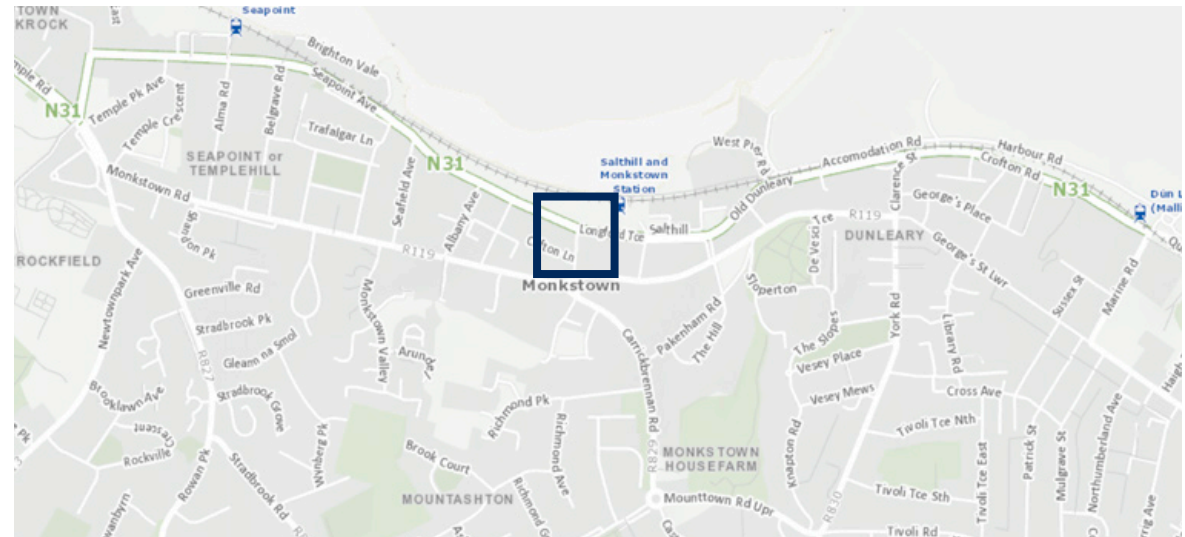 TOWN
KROCK
East
Seapoint
Brighton Vale
Seapoint Ave
Temple Rd
N31
Temple Pk Ave
Temple Crescent
Alma Rd
Belgrave Rd
Trafalgar Ln
SEAPOINT or
TEMPLEHILL
N31
Monkstown Rd
Seafield Ave
Albany Ave
R119
Clifton Ln
Longford Tce
Salthill
Salthill and
Monkstown
Station
Monkstown
West Pier Rd
Old Dunleary
Accomodation Rd
Clarence St
Harbour Rd
Crofton Rd
N31
Dún L
(Malli
R119
George's Place
DUNLEARY
George's St Lwr
De Vesci Tce
Sloperton
York Rd
Sussex St
Marine Rd
Library Rd
The Slopes
Vesey Place
Vesey Mews
Cross Ave
Pakenham Rd
The Hill
Carrickbrennan Rd
R829
ROCKFIELD
Newtownpark Ave
Greenville Rd
Stradbrook Pk
Gleann na Smol
R827
Stradbrook Grove
Monkstown Valley
Richmond Pk
Richmond Ave
Brook Court
Wynberg Pk
Brooklawn Ave
Crescent
Rockville
Rowan Pk
Stradbrook Rd
MOUNTASHTON
MONKSTOWN
HOUSEFARM
Knapton Rd
Mounttown Rd Upr
R830
Tivoli Tce Nth
Tivoli Tce Sth
Tivoli Tce East
Tivoli Rd
Patrick St
Mulgrave St
Northumberland Ave
Haigh